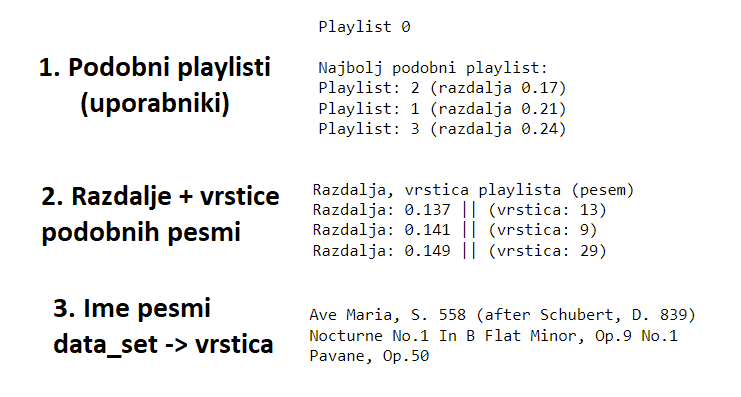 1. Podobni playlisti
(uporabniki)
Playlist 0
Najbolj podobni playlist:
Playlist: 2 (razdalja 0.17)
Playlist: 1 (razdalja 0.21)
Playlist: 3 (razdalja 0.24)
2. Razdalje + vrstice
podobnih pesmi
Razdalja, vrstica playlista (pesem)
Razdalja: 0.137 || (vrstica: 13)
Razdalja: 0.141 || (vrstica: 9)
Razdalja: 0.149 || (vrstica: 29)
3. Ime pesmi
data_set -> vrstica
Ave Maria, S. 558 (after Schubert, D. 839)
Nocturne No.1 In B Flat Minor, Op.9 No.1
Pavane, Op.50